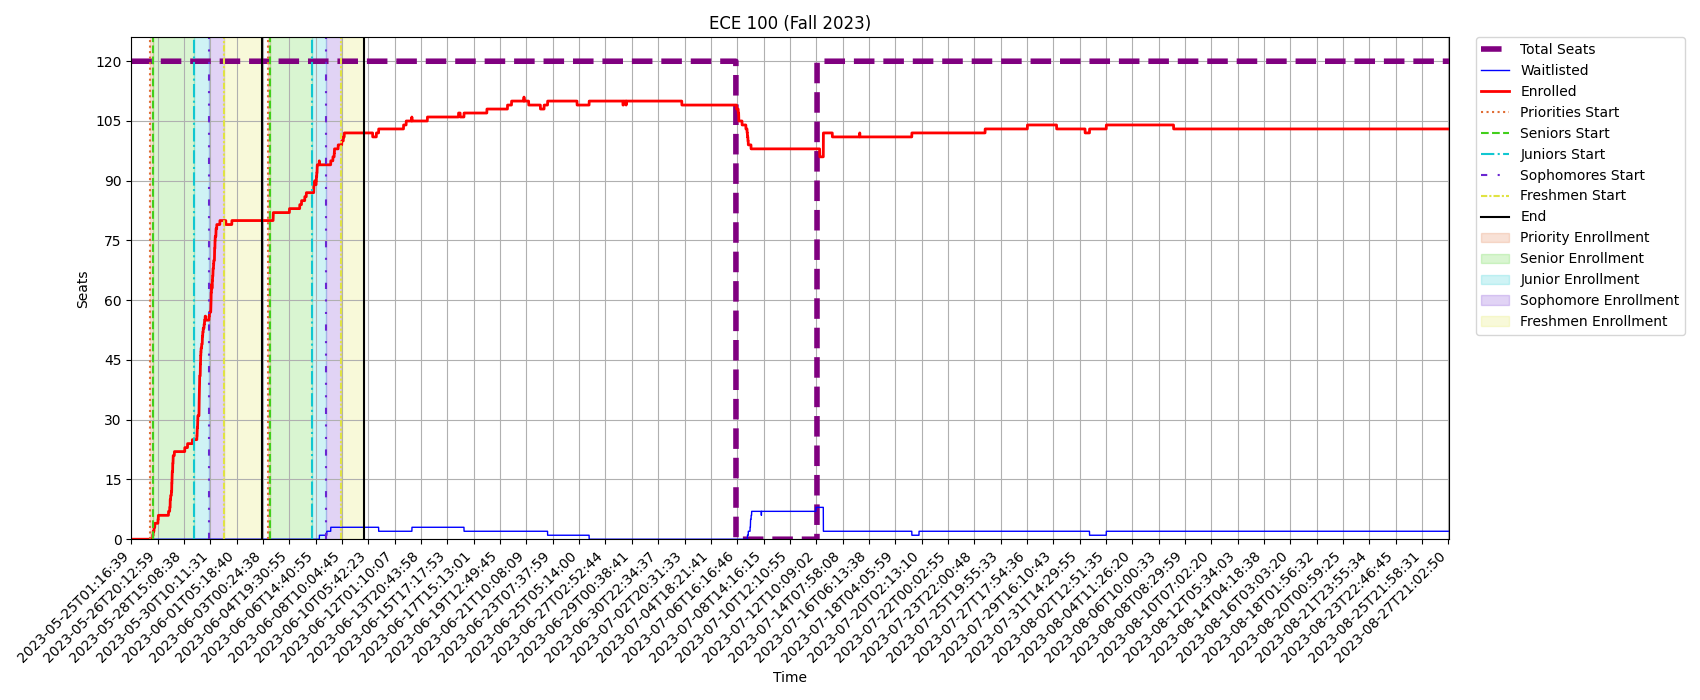 ECE 100 (Fall 2023)
120
105
90
75
60
45
30
15
0
Seats
2023-05-25T01:16:39
2023-05-26T20:12:59
2023-05-28T15:08:38
2023-05-30T10:11:31
2023-06-01T05:18:40
2023-06-03T00:24:38
2023-06-04T19:30:55
2023-06-06T14:40:55
2023-06-08T10:04:45
2023-06-10T05:42:23
2023-06-12T01:10:07
2023-06-13T20:43:58
2023-06-15T17:17:53
2023-06-17T15:13:01
2023-06-19T12:49:45
2023-06-21T10:08:09
2023-06-23T07:37:59
2023-06-25T05:14:00
2023-06-27T02:52:44
2023-06-29T00:38:41
2023-06-30T22:34:37
2023-07-02T20:31:33
2023-07-04T18:21:41
2023-07-06T16:16:46
2023-07-08T14:16:15
2023-07-10T12:10:55
2023-07-12T10:09:02
2023-07-14T07:58:08
2023-07-16T06:13:38
2023-07-18T04:05:59
2023-07-20T02:13:10
2023-07-22T00:02:55
2023-07-23T22:00:48
2023-07-25T19:55:33
2023-07-27T17:54:36
2023-07-29T16:10:43
2023-07-31T14:29:55
2023-08-02T12:51:35
2023-08-04T11:26:20
2023-08-06T10:00:33
2023-08-08T08:29:59
2023-08-10T07:02:20
2023-08-12T05:34:03
2023-08-14T04:18:38
2023-08-16T03:03:20
2023-08-18T01:56:32
2023-08-20T00:59:25
2023-08-21T23:55:34
2023-08-23T22:46:45
2023-08-25T21:58:31
2023-08-27T21:02:50
Time
Total Seats
Waitlisted
Enrolled
Priorities Start
Seniors Start
Juniors Start
Sophomores Start
Freshmen Start
End
Priority Enrollment
Senior Enrollment
Junior Enrollment
Sophomore Enrollment
Freshmen Enrollment